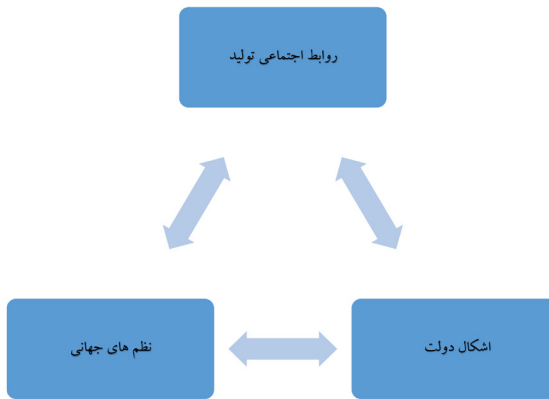 روابط اجتماعی تولید
اشکال دولت
نظم های جهانی